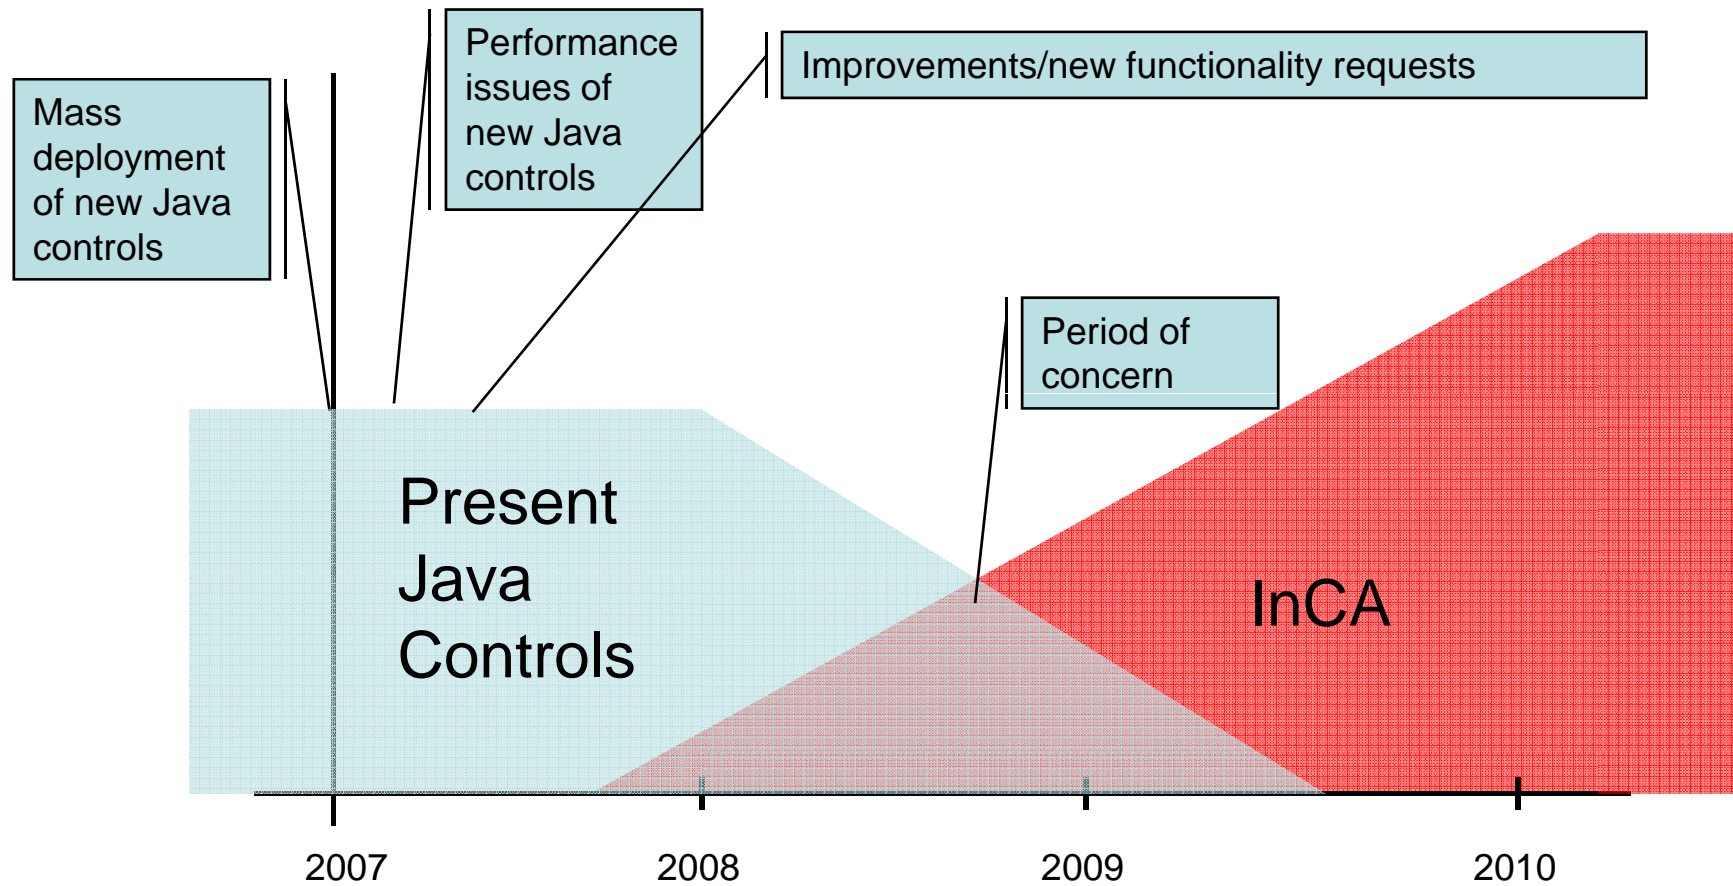 Mass
deployment
of new Java
controls
Performance
issues of
new Java
controls
Improvements/new functionality requests
Period of
concern
Present
Java
Controls
InCA
2007
2008
2009
2010